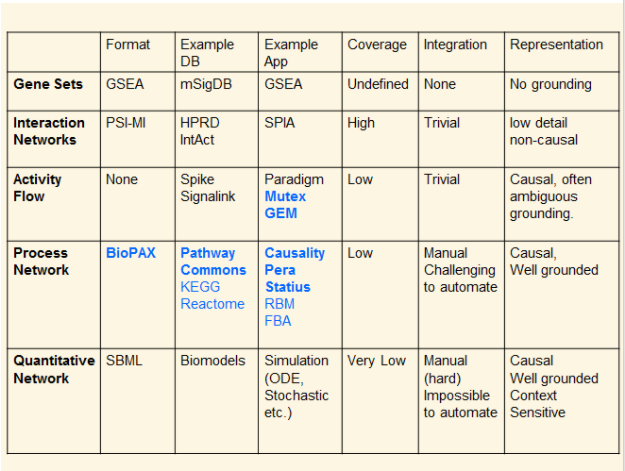 Format
Example
DB
Example
App
Coverage
Integration
Representation
Gene Sets
GSEA
mSigDB
GSEA
Undefined
None
No grounding
Interaction
Networks
PSI-MI
HPRD
IntAct
SPIA
High
Trivial
low detail
non-causal
Activity
Flow
None
Spike
Signalink
Paradigm
Mutex
GEM
Low
Trivial
Causal, often
ambiguous
grounding.
Process
Network
BioPAX
Pathway
Commons
KEGG
Reactome
Causality
Pera
Statius
RBM
FBA
Low
Manual
Challenging
to automate
Causal,
Well grounded
Quantitative
Network
SBML
Biomodels
Simulation
(ODE,
Stochastic
etc.)
Very Low
Manual
(hard)
Impossible
to automate
Causal
Well grounded
Context
Sensitive